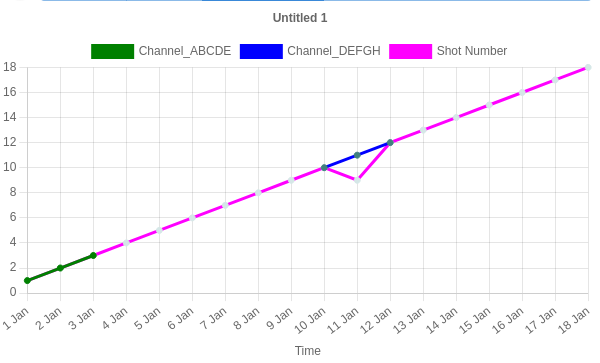 Untitled 1
Channel_ABCDE Channel_DEFGH Shot Number
18
16
14
12
10
8
6
4
2
0
1 Jan 2 Jan 3 Jan 4 Jan 5 Jan 6 Jan 7 Jan 8 Jan 9 Jan 10 Jan 11 Jan 12 Jan 13 Jan 14 Jan 15 Jan 16 Jan 17 Jan 18 Jan
Time